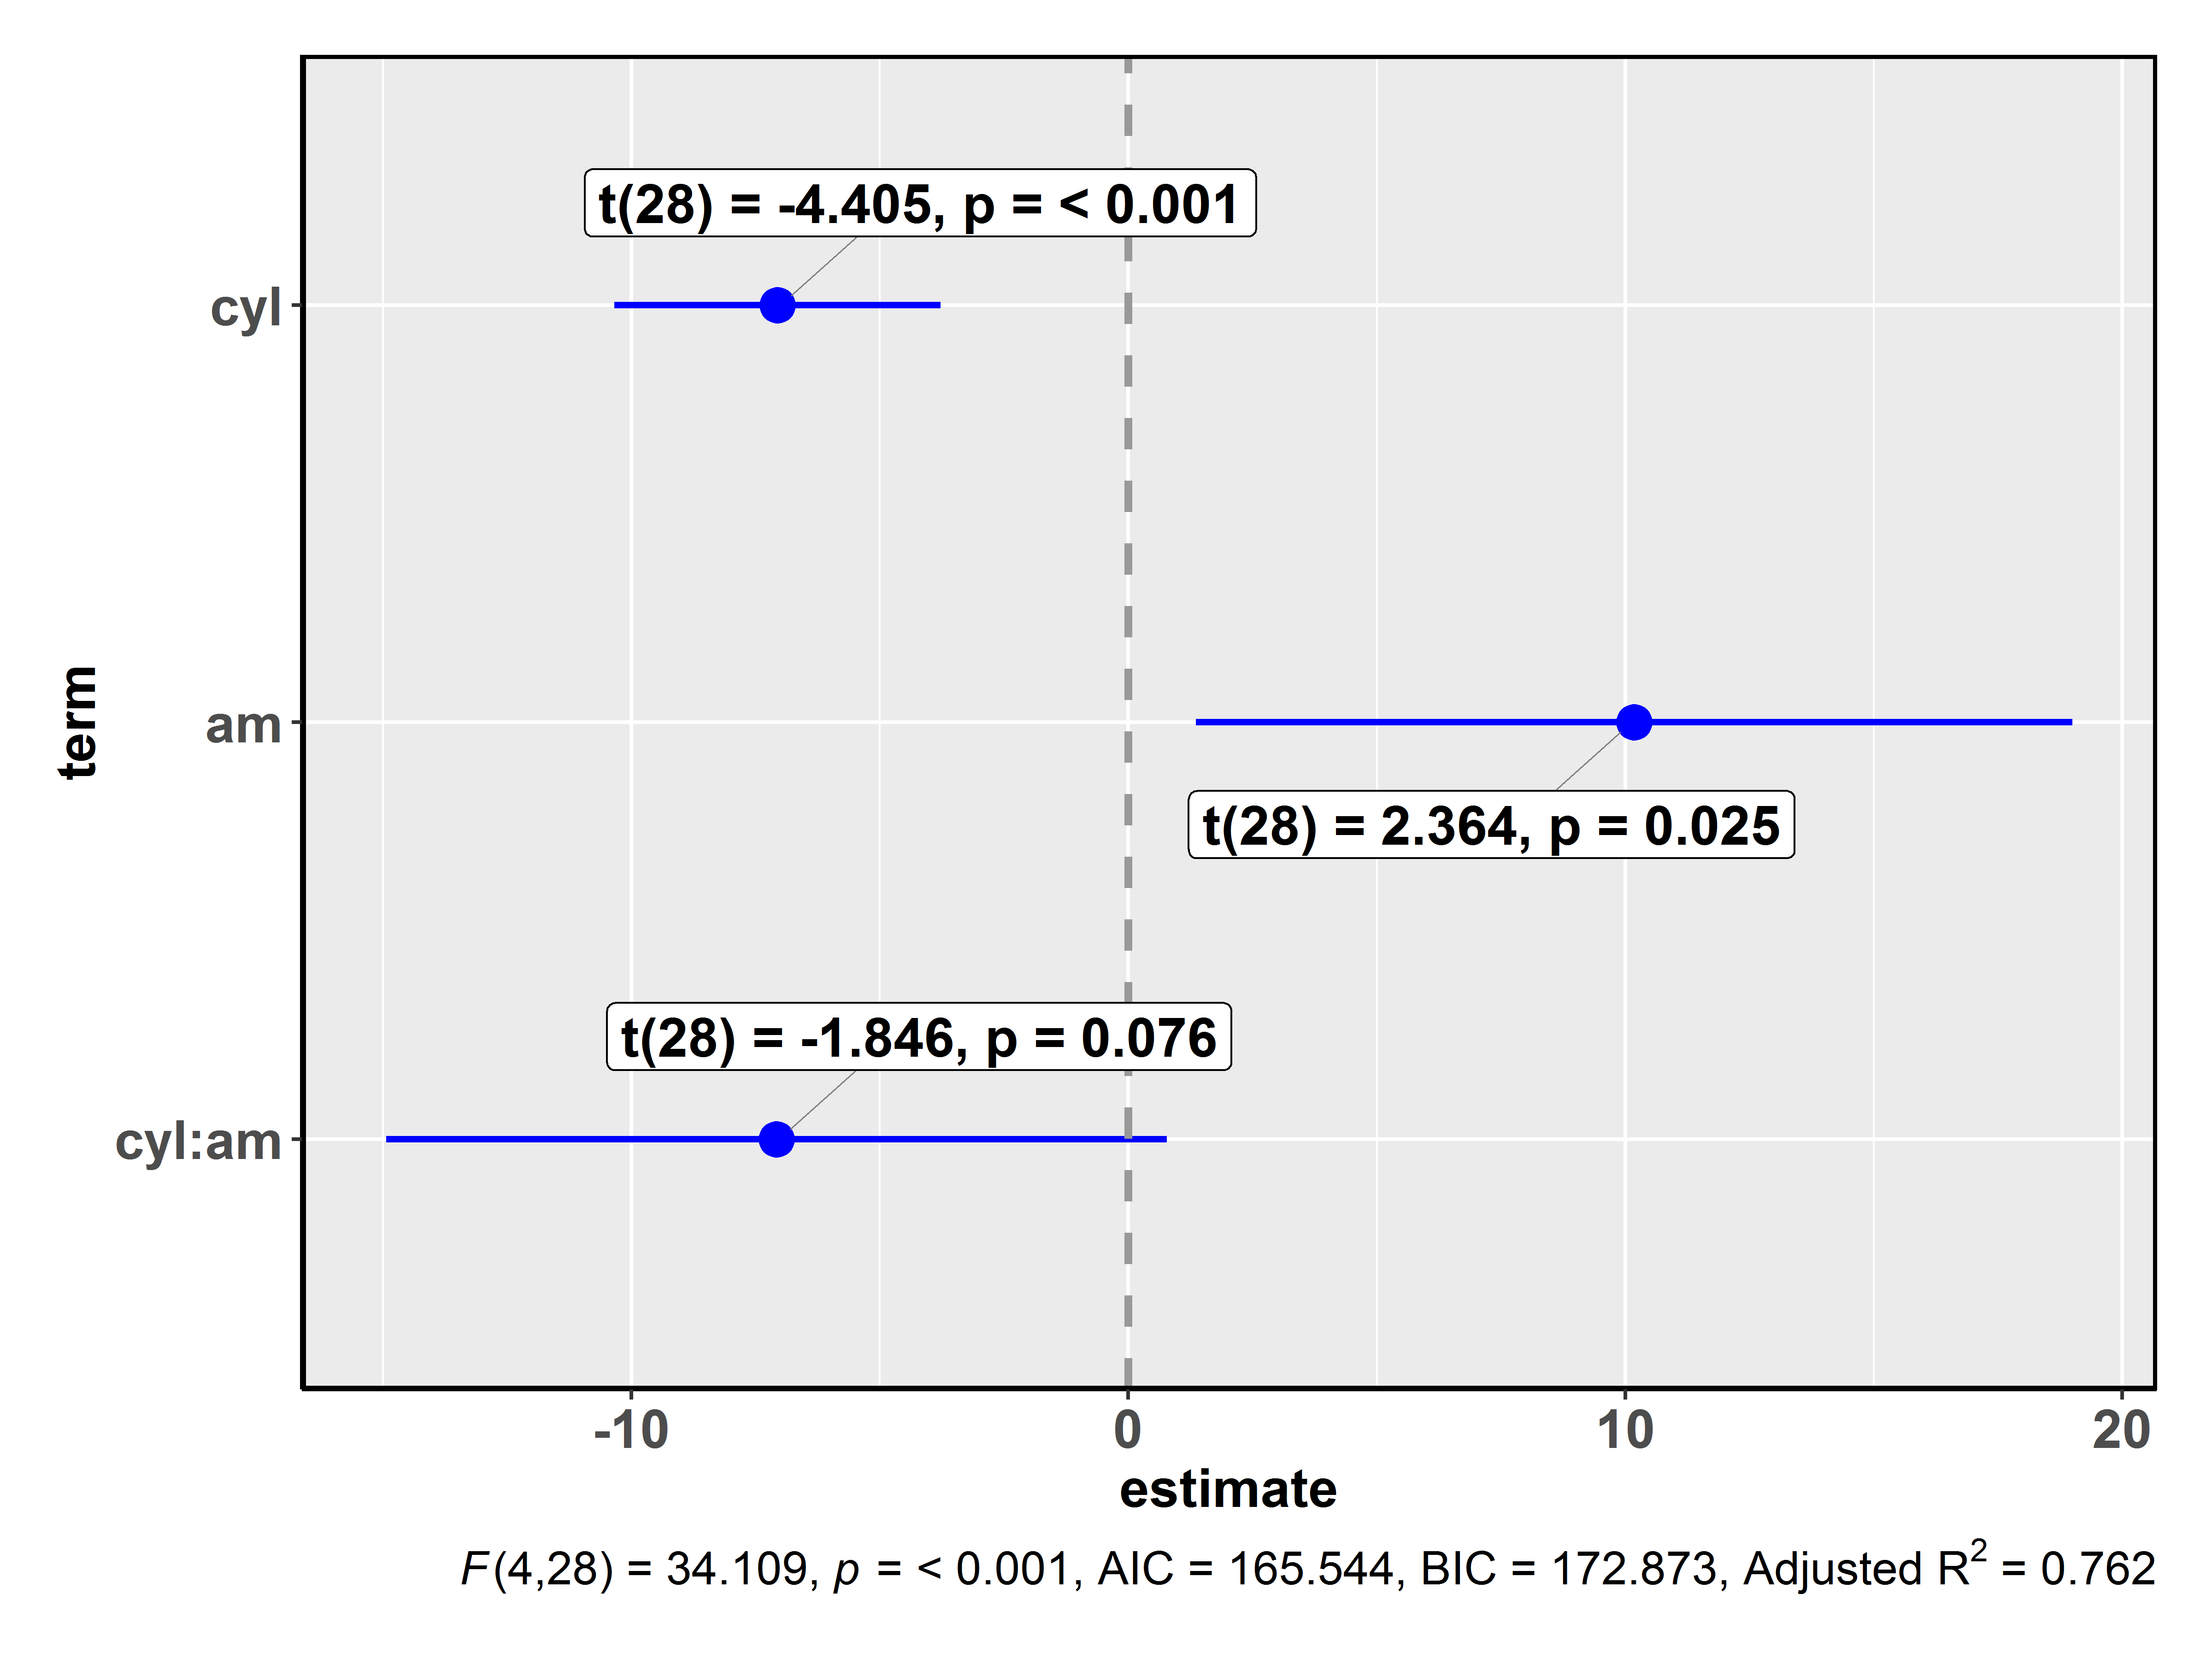 t(28) = -4.405, p = < 0.001
cyl
term
am
t(28) = 2.364, p = 0.025
t(28) = -1.846, p = 0.076
cyl:am
-10 0 10 20
estimate
F(4,28) = 34.109, p = < 0.001, AIC = 165.544, BIC = 172.873, Adjusted R² = 0.762